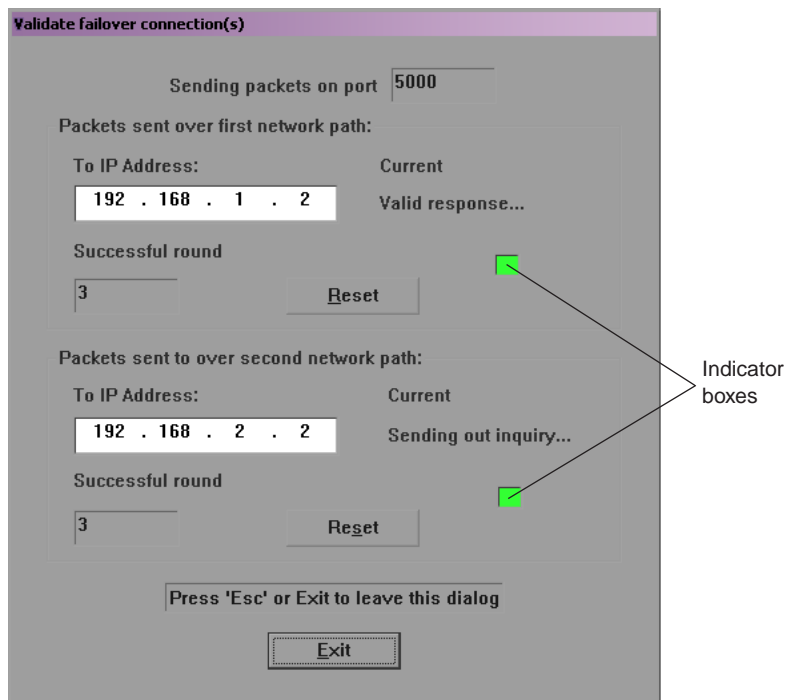 Validate failover connection(s)
Sending packets on port 5000
Packets sent over first network path:
To IP Address: Current
192 . 168 . 1 . 2 Valid response...
Successful round
3 Reset
Packets sent to over second network path:
To IP Address: Current
192 . 168 . 2 . 2 Sending out inquiry...
Successful round
3 Reset
Press 'Esc' or Exit to leave this dialog
Exit
Indicator
boxes